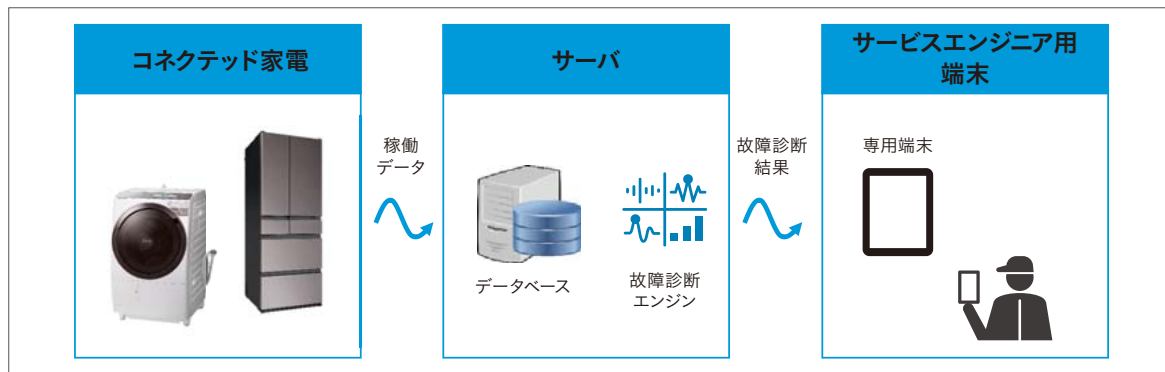 コネクテッド家電
サーバ
サービスエンジニア用
端末
稼働
データ
故障診断
結果
専用端末
データベース
故障診断
エンジン